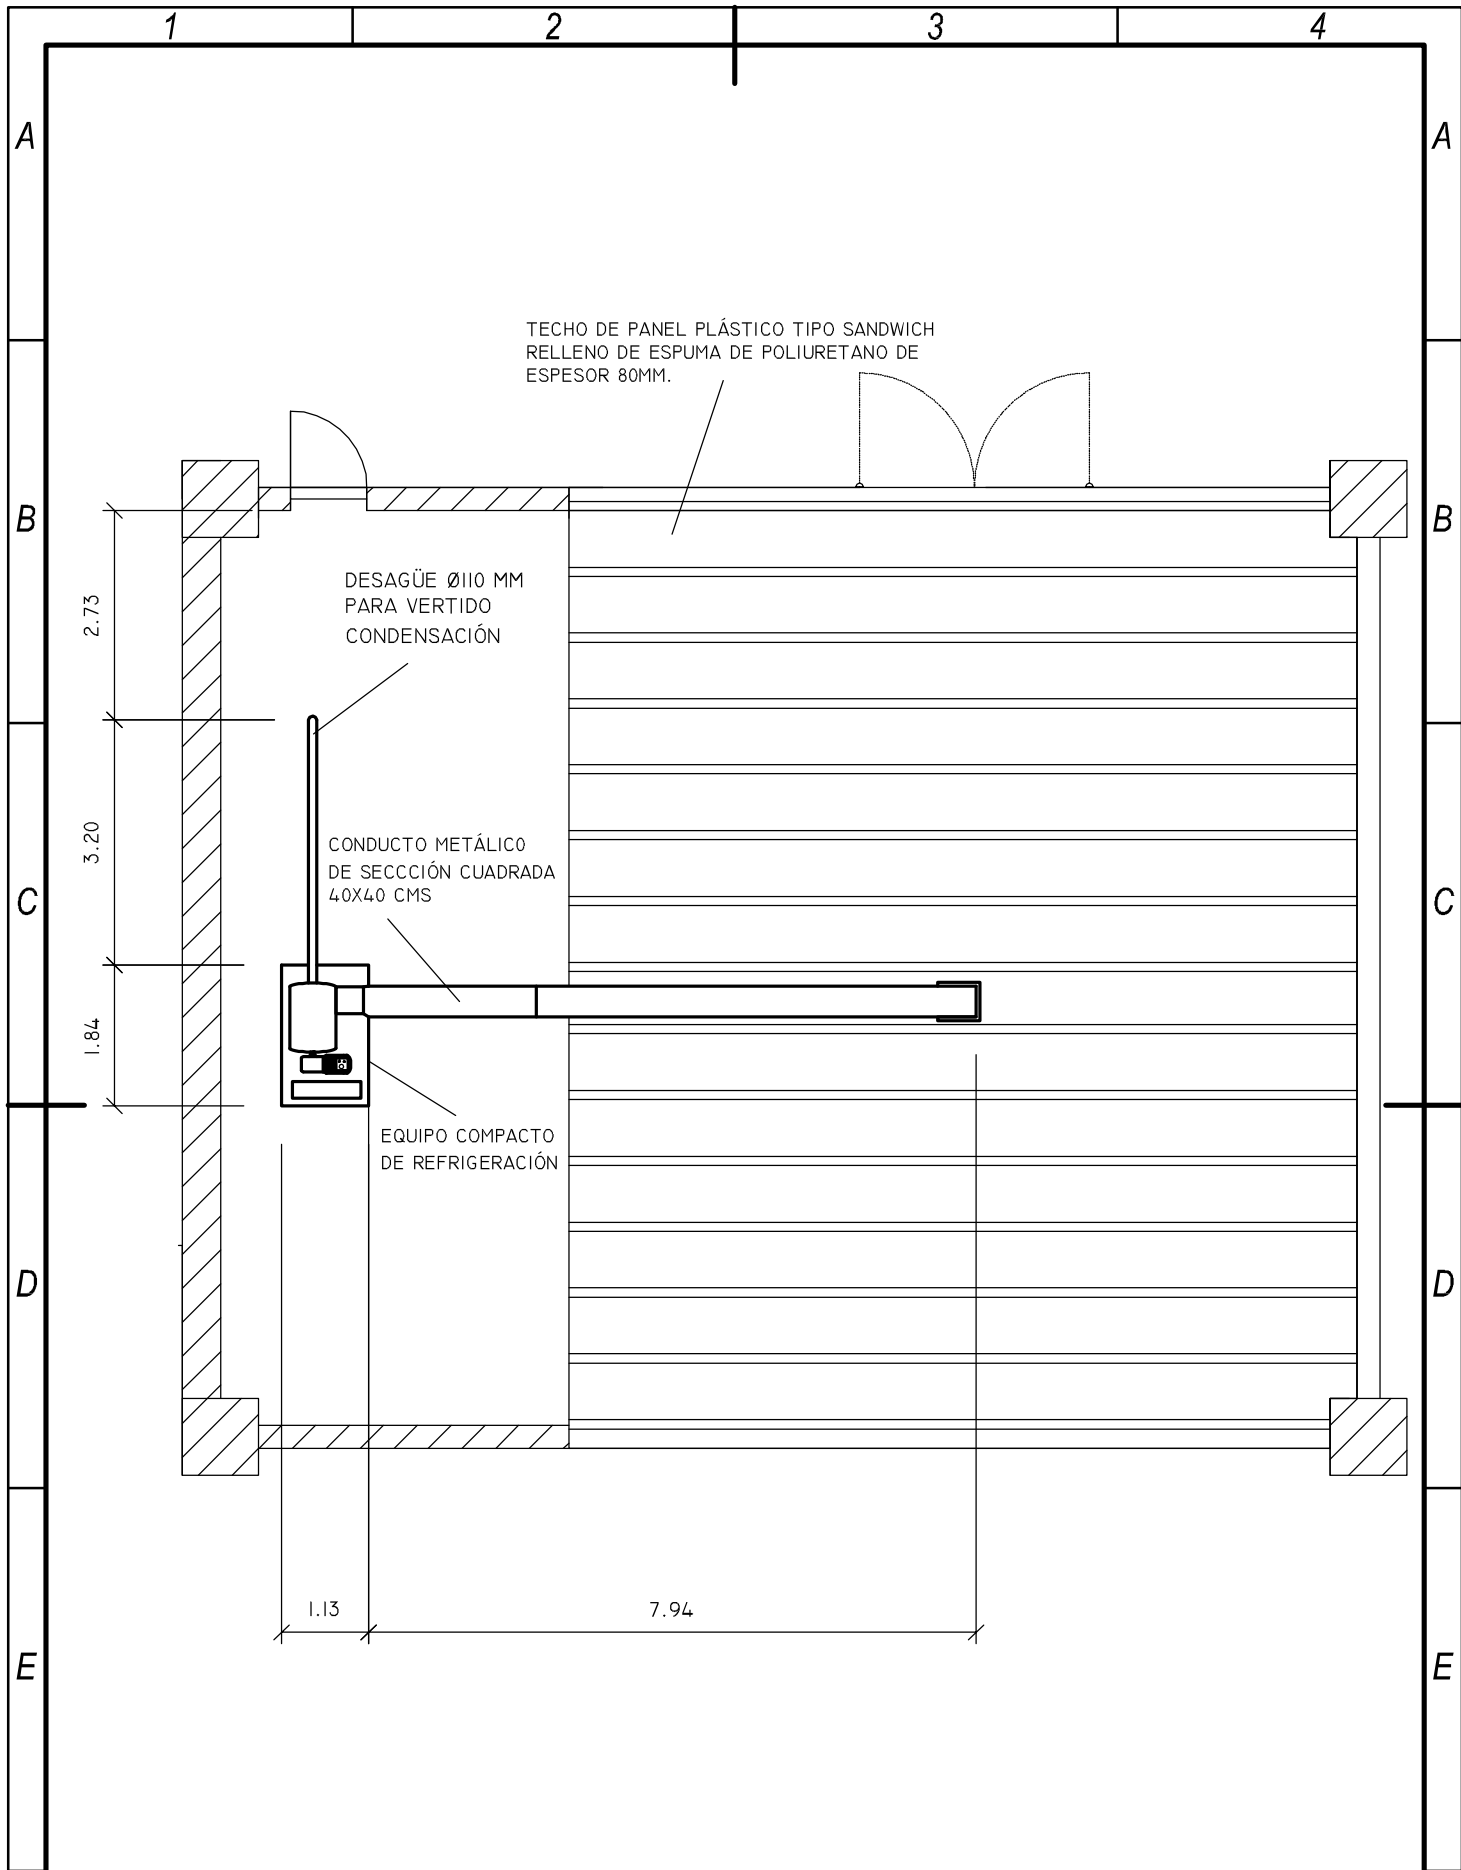 1 2 3 4
A A
TECHO DE PANEL PLÁSTICO TIPO SANDWICH
RELLENO DE ESPUMA DE POLIURETANO DE
ESPESOR 80MM.
B B
DESAGÜE Ø110 MM
PARA VERTIDO
CONDENSACIÓN
2.73
3.20
CONDUCTO METÁLICO
DE SECCCIÓN CUADRADA
40X40 CMS
C C
1.84
EQUIPO COMPACTO
DE REFRIGERACIÓN
D D
1.13 7.94
E E